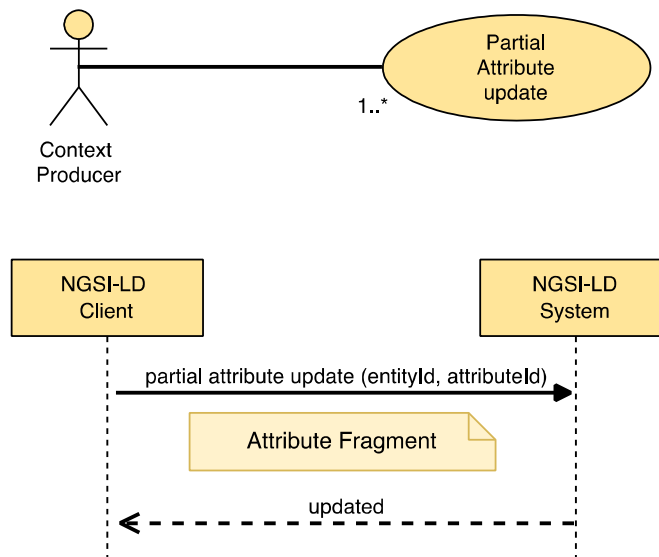 Partial
Attribute
update
1..*
Context
Producer
NGSI-LD
Client
NGSI-LD
System
partial attribute update (entityId, attributeId)
Attribute Fragment
updated